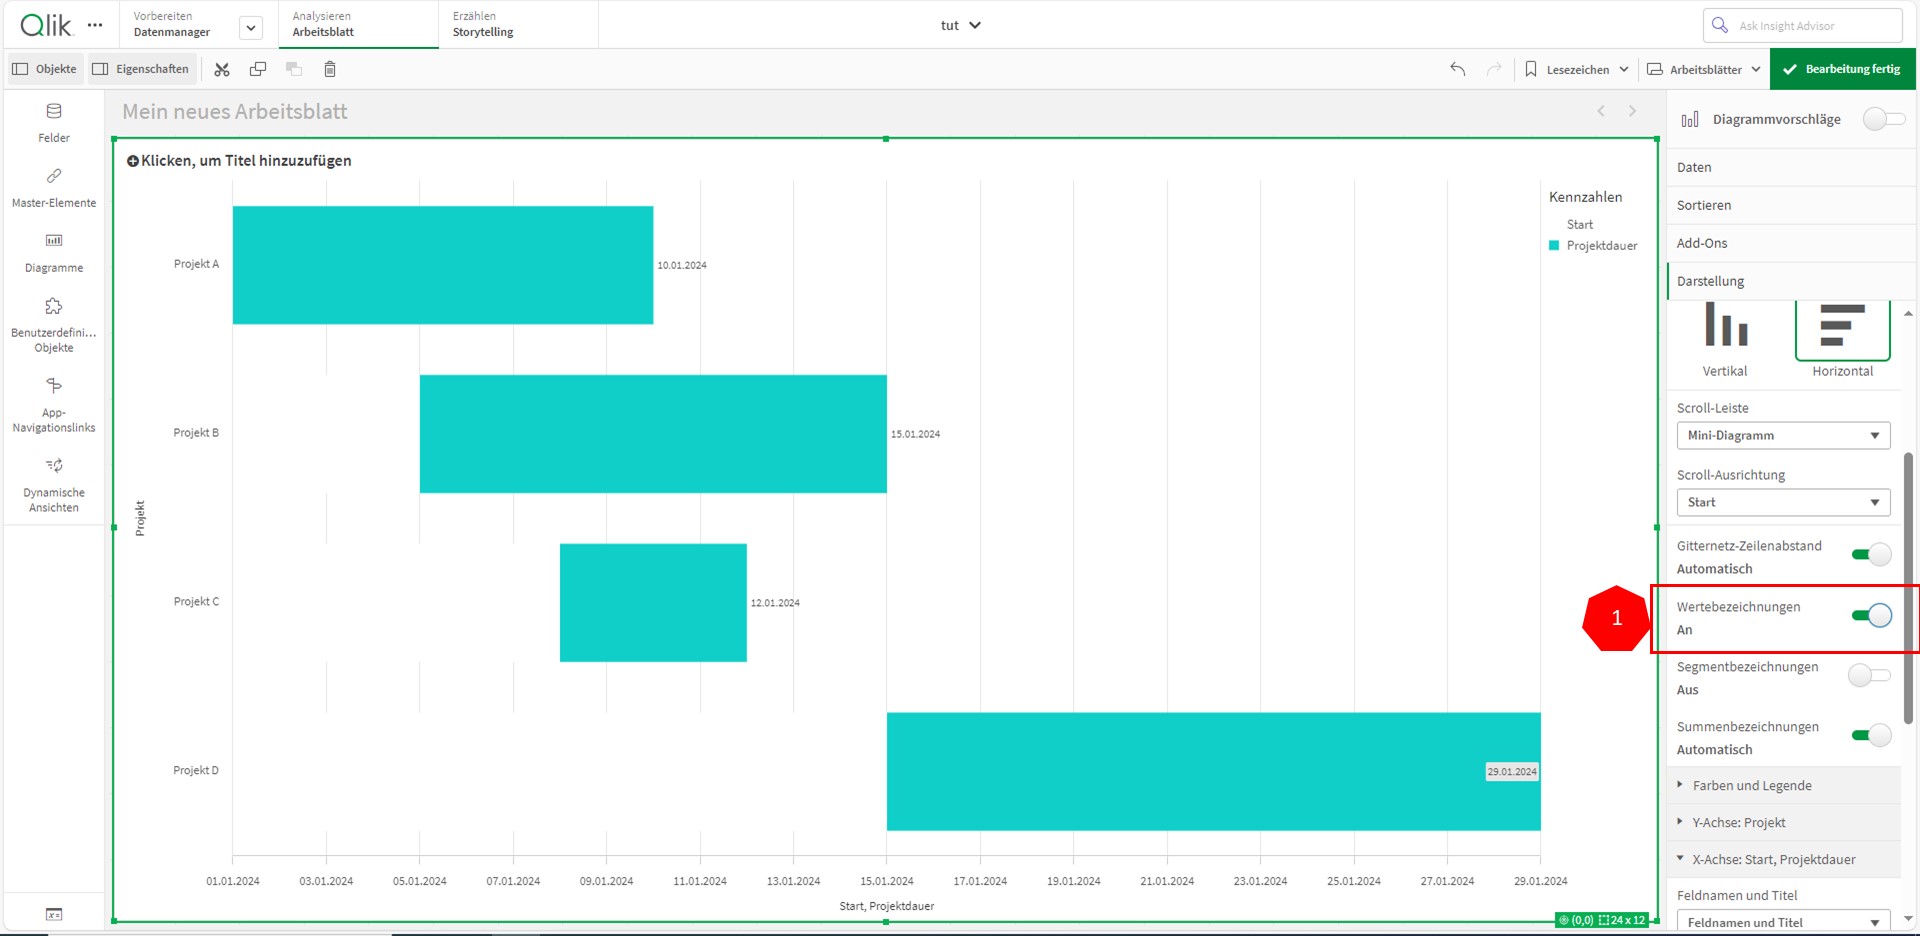 Qlik
Vorbereiten
Datenmanager
Analysieren
Arbeitsblatt
Erzählen
Storytelling
tut
Ask Insight Advisor
Objekte
Eigenschaften
Lesezeichen
Arbeitsblätter
Bearbeitung fertig
Felder
Master-Elemente
Diagramme
Benutzerdefini...
Objekte
App-
Navigationslinks
Dynamische
Ansichten
Mein neues Arbeitsblatt
Klicken, um Titel hinzuzufügen
Projekt
Projekt A
10.01.2024
Projekt B
15.01.2024
Projekt C
12.01.2024
Projekt D
29.01.2024
01.01.2024
03.01.2024
05.01.2024
07.01.2024
09.01.2024
11.01.2024
13.01.2024
15.01.2024
17.01.2024
19.01.2024
21.01.2024
23.01.2024
25.01.2024
27.01.2024
29.01.2024
Start, Projektdauer
Kennzahlen
Start
Projektdauer
(0,0) 24 x 12
1
Diagrammvorschläge
Daten
Sortieren
Add-Ons
Darstellung
Vertikal
Horizontal
Scroll-Leiste
Mini-Diagramm
Scroll-Ausrichtung
Start
Gitternetz-Zeilenabstand
Automatisch
Wertebezeichnungen
An
Segmentbezeichnungen
Aus
Summenbezeichnungen
Automatisch
Farben und Legende
Y-Achse: Projekt
X-Achse: Start, Projektdauer
Feldnamen und Titel
Feldnamen und Titel